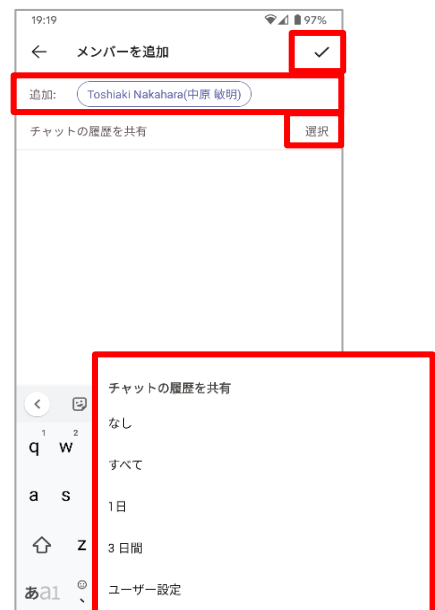 19:19 97%
メンバーを追加
追加: Toshiaki Nakahara(中原 敏明)
チャットの履歴を共有 選択
チャットの履歴を共有
なし
すべて
1日
3 日間
ユーザー設定
1 2
q w
a s
z
あa1 、